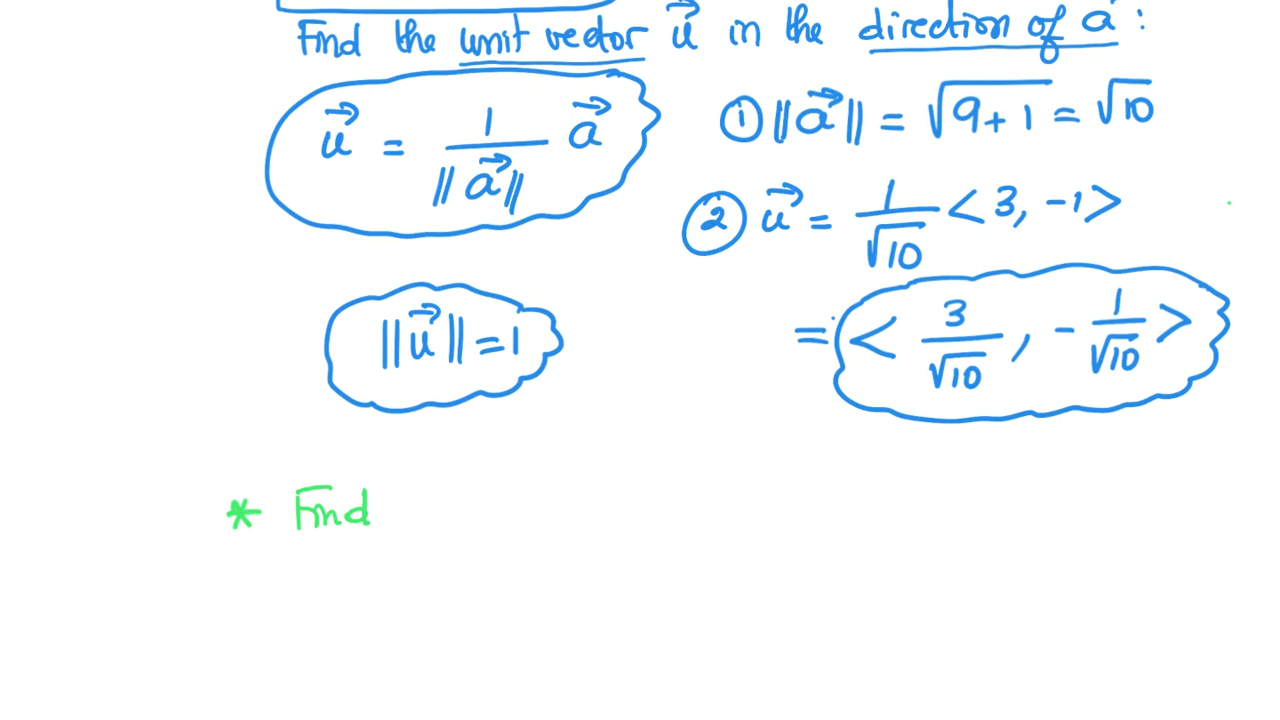 Find the unit vector u⃗ in the direction of a⃗ :
u⃗ = 1/‖a⃗‖ a⃗
① ‖a⃗‖ = √(9+1) = √10
② u⃗ = 1/√10 <3, -1>
= < 3/√10 , - 1/√10 >
‖u⃗‖ = 1
* Find